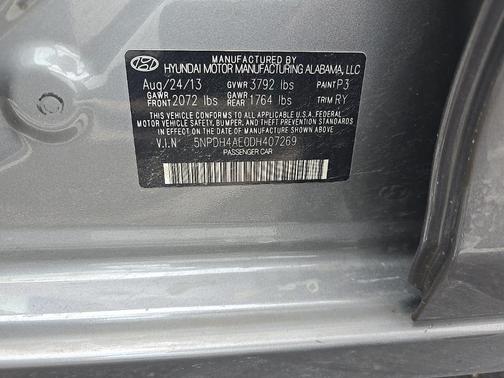 MANUFACTURED BY
HYUNDAI MOTOR MANUFACTURING ALABAMA, LLC
Aug/24/13 GVWR 3792 lbs PAINT P3
GAWR FRONT 2072 lbs GAWR REAR 1764 lbs TRIM RY
THIS VEHICLE CONFORMS TO ALL APPLICABLE U.S.A. FEDERAL
MOTOR VEHICLE SAFETY, BUMPER, AND THEFT PREVENTION STANDARDS
IN EFFECT ON THE DATE OF MANUFACTURE SHOWN ABOVE.
V.I.N 5NPDH4AE0DH407269
PASSENGER CAR